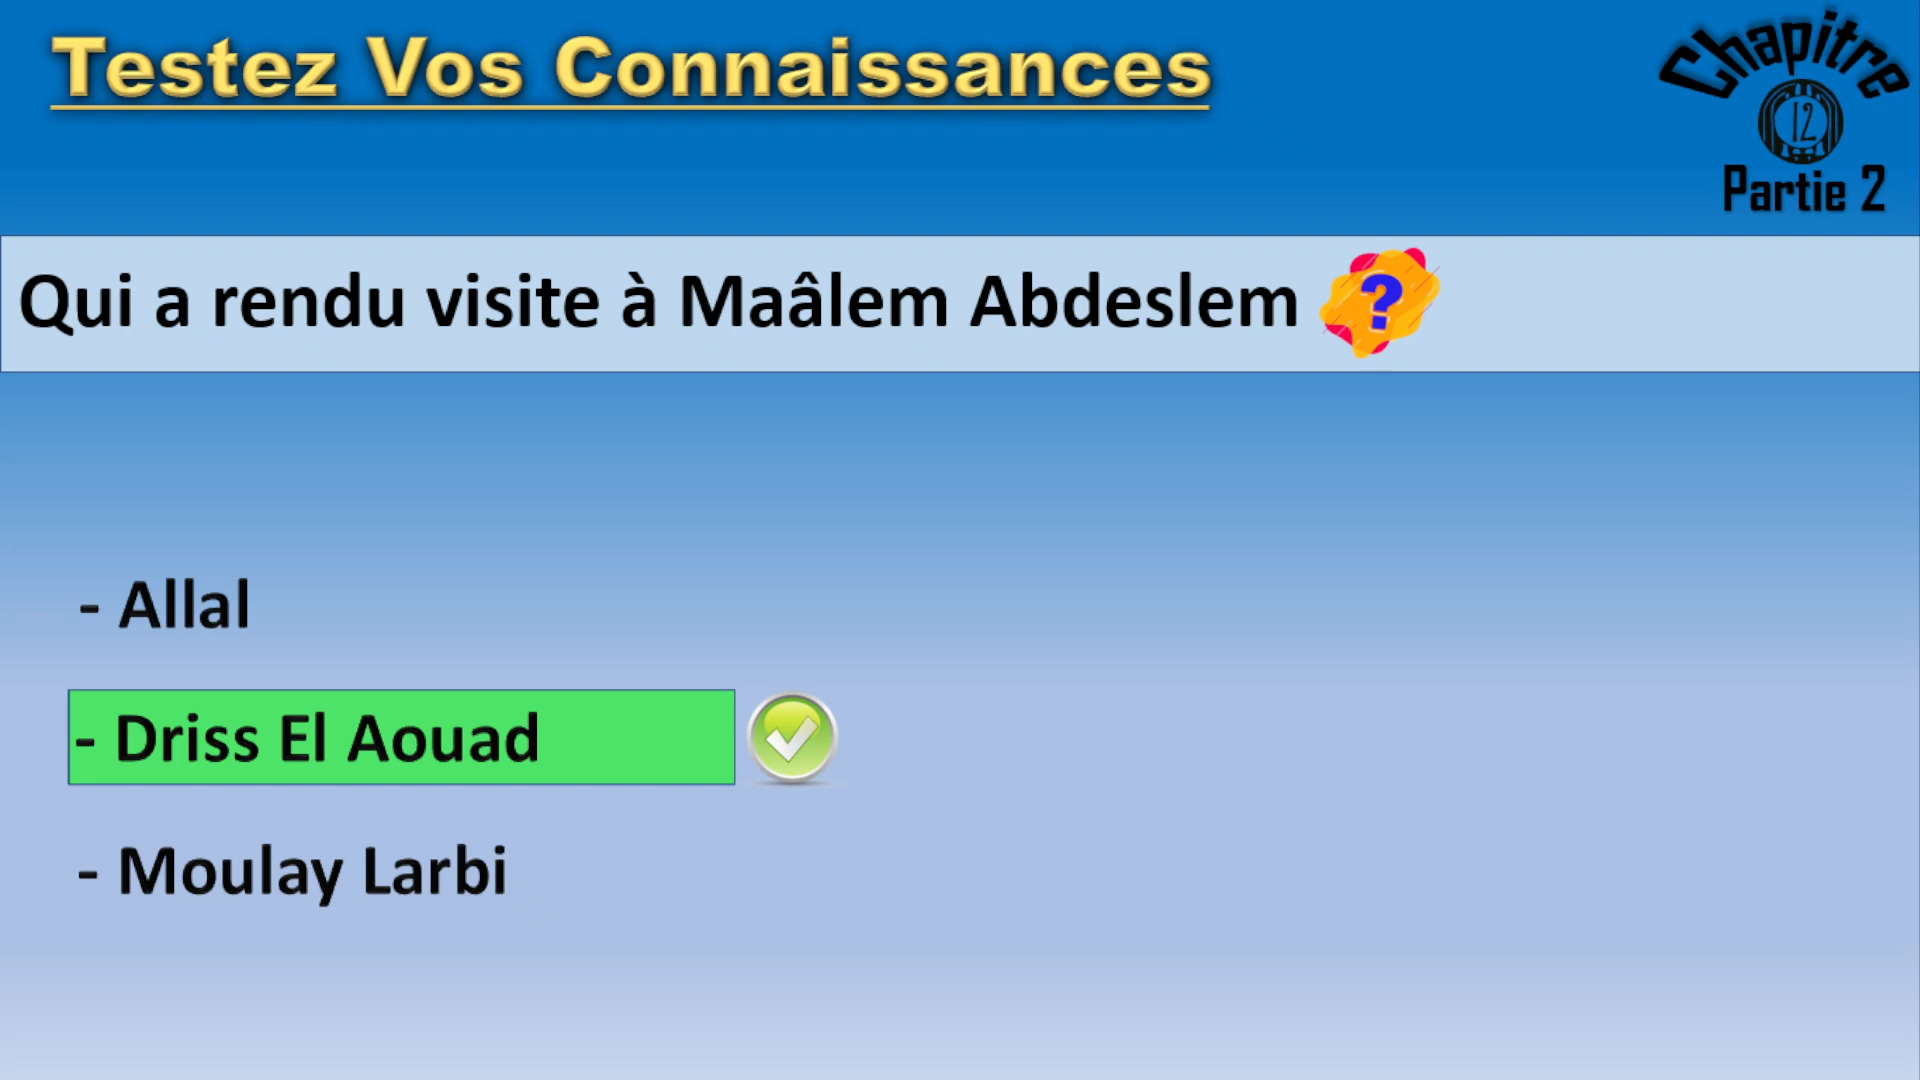 Testez Vos Connaissances
Chapitre
12
Partie 2
Qui a rendu visite à Maâlem Abdeslem ?
- Allal
- Driss El Aouad
- Moulay Larbi